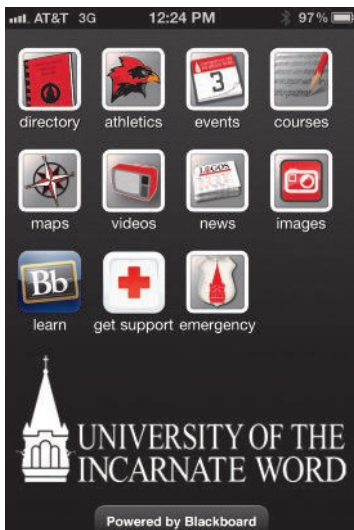 AT&T 3G 12:24 PM 97%
directory athletics events courses
3
maps videos news images
LOGOS
Bb
learn get support emergency
UNIVERSITY OF THE
INCARNATE WORD
Powered by Blackboard